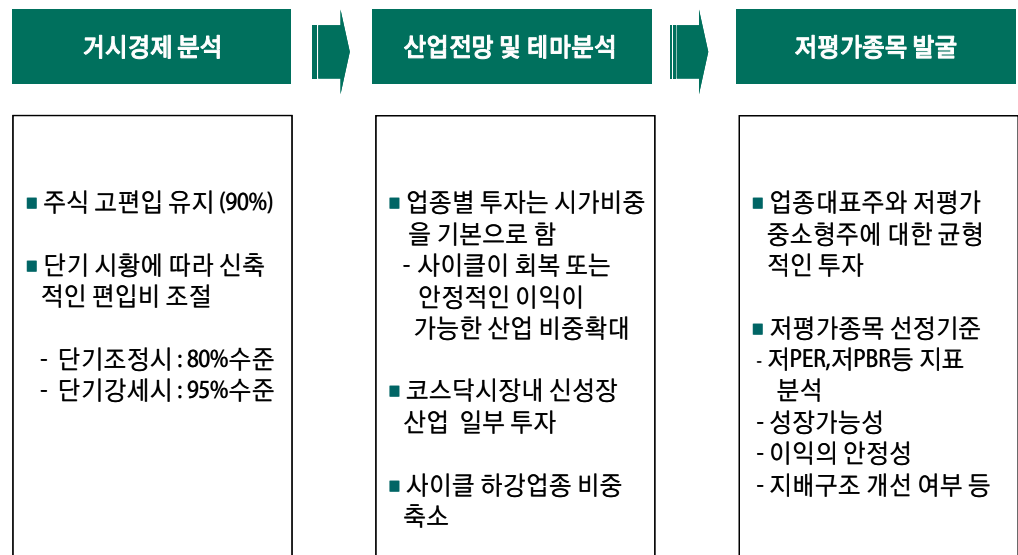 거시경제 분석
산업전망 및 테마분석
저평가종목 발굴
■ 주식 고편입 유지 (90%)
■ 단기 시황에 따라 신축
적인 편입비 조절
- 단기조정시 : 80%수준
- 단기강세시 : 95%수준
■ 업종별 투자는 시가비중
을 기본으로 함
- 사이클이 회복 또는
안정적인 이익이
가능한 산업 비중확대
■ 코스닥시장내 신성장
산업 일부 투자
■ 사이클 하강업종 비중
축소
■ 업종대표주와 저평가
중소형주에 대한 균형
적인 투자
■ 저평가종목 선정기준
- 저PER,저PBR등 지표
분석
- 성장가능성
- 이익의 안정성
- 지배구조 개선 여부 등